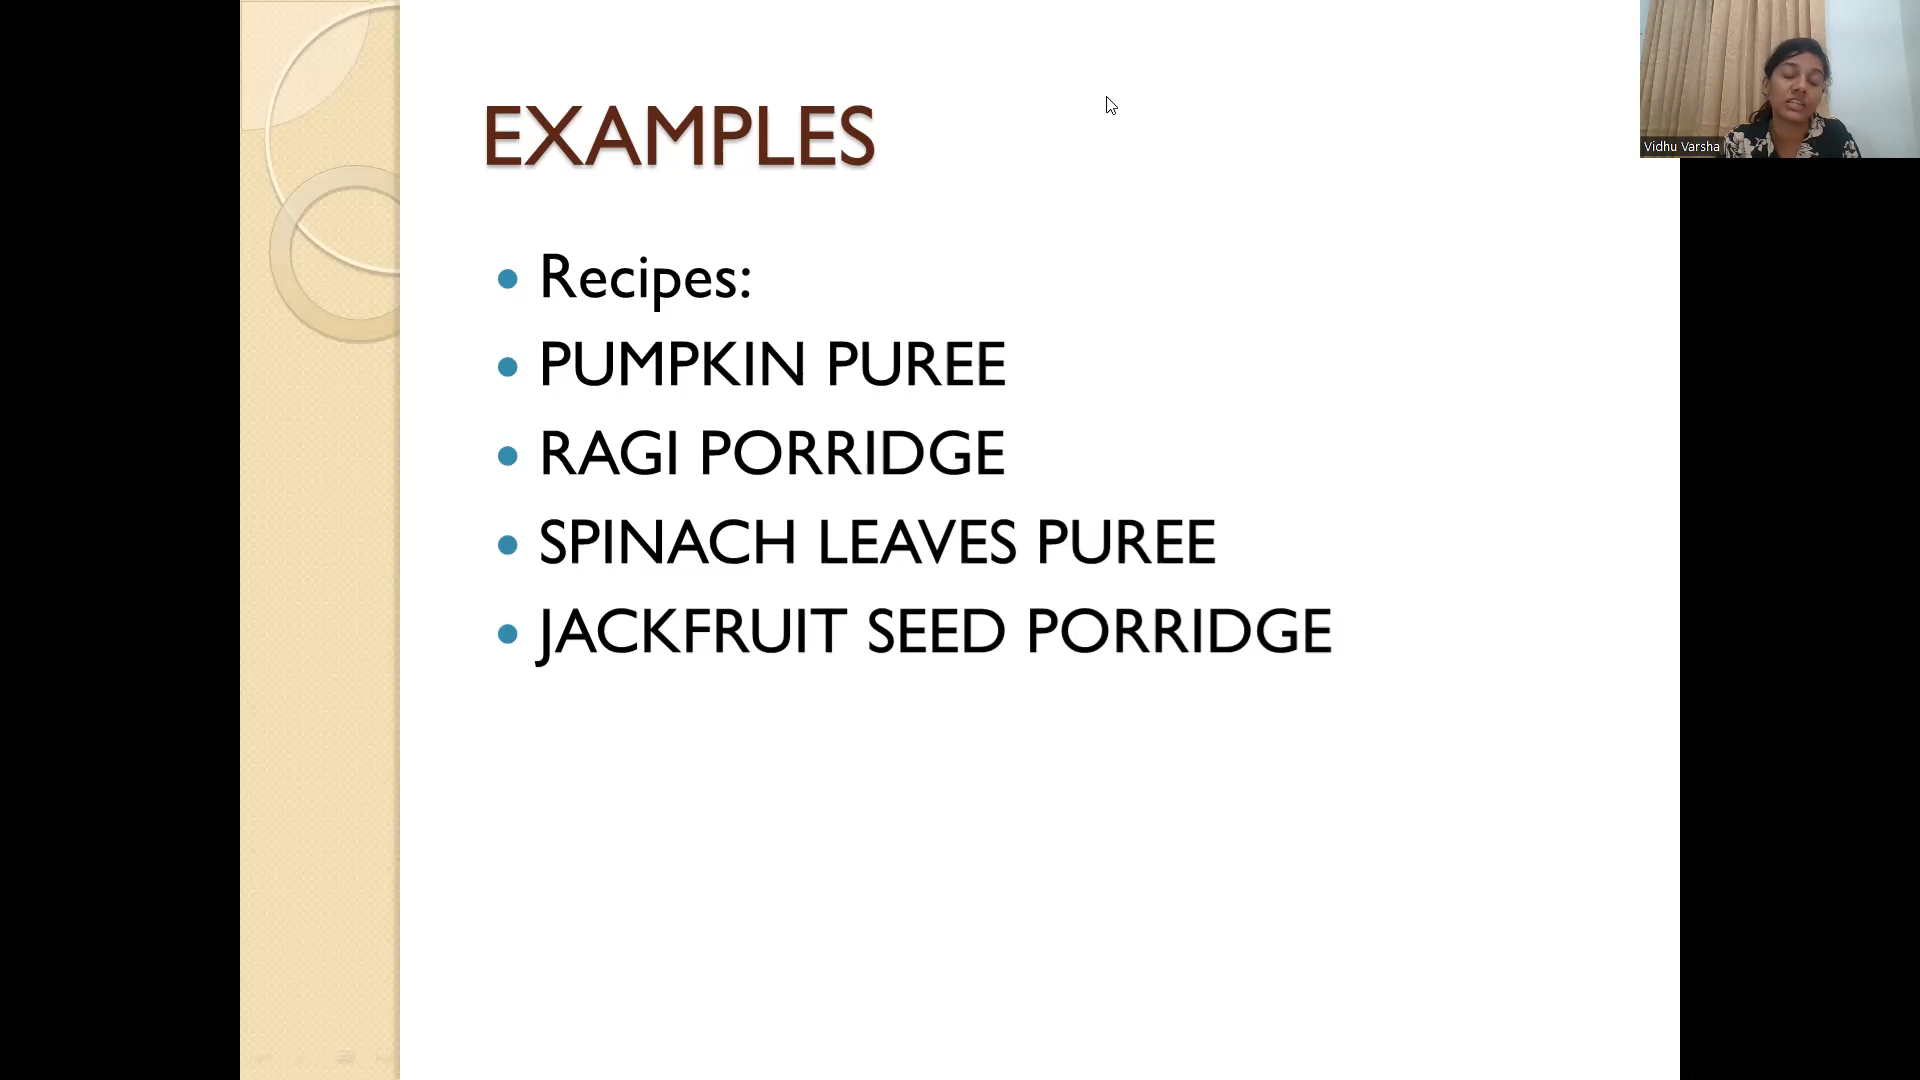 EXAMPLES
Recipes:
PUMPKIN PUREE
RAGI PORRIDGE
SPINACH LEAVES PUREE
JACKFRUIT SEED PORRIDGE
Vidhu Varsha